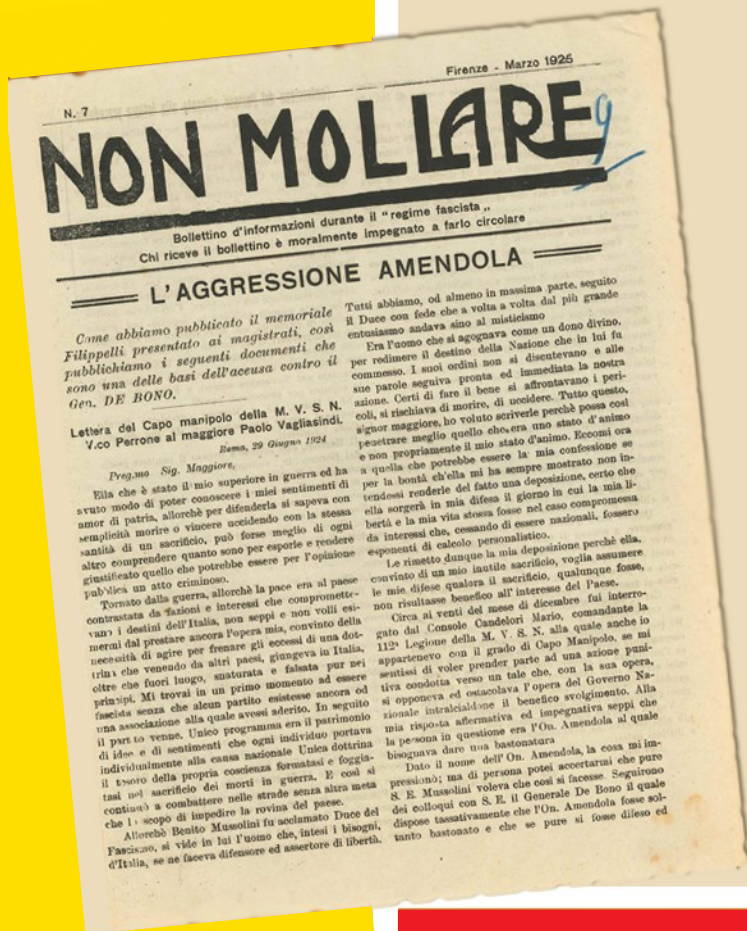 N. 7
Firenze - Marzo 1925
NON MOLLARE
9
Bollettino d'informazioni durante il "regime fascista „
Chi riceve il bollettino è moralmente impegnato a farlo circolare
L'AGGRESSIONE AMENDOLA
Come abbiamo pubbticato il memoriale
Filippelli presentato ai magistrati, così
pubblichiamo i seguenti documenti che
sono una delle basi dell'aceusa contro il
Gen. DE BONO.
Lettera del Capo manipolo della M. V. S. N.
V.co Perrone al maggiore Paolo Vagliasindi.
Roma, 29 Giugno 1924
Preg.mo Sig. Maggiore,
Ella che è stato il mio superiore in guerra ed ha
avuto modo di poter conoscere i miei sentimenti di
amor di patria, allorchè per difenderla si sapeva con
semplicità morire o vincere uccidendo con la stessa
santità di un sacrificio, può forse meglio di ogni
altro comprendere quanto sono per esporle e rendere
giustificato quello che potrebbe essere per l'opinione
pubblica un atto criminoso.
Tornato dalla guerra, allorchè la pace era al paese
contrastata da fazioni e interessi che compromette-
vano i destini dell'Italia, non seppi e non volli esi-
mermi dal prestare ancora l'opera mia, convinto della
necessità di agire per frenare gli eccessi di una dot-
trina che venendo da altri paesi, giungeva in Italia,
oltre che fuori luogo, snaturata e falsata pur nei
principi. Mi trovai in un primo momento ad essere
fascista senza che alcun partito esistesse ancora od
una associazione alla quale avessi aderito. In seguito
il partito venne. Unico programma era il patrimonio
di idee e di sentimenti che ogni individuo portava
individualmente alla causa nazionale Unica dottrina
il tesoro della propria coscienza formatasi e foggia-
tasi nel sacrificio dei morti in guerra. E così si
continuò a combattere nelle strade senza altra meta
che lo scopo di impedire la rovina del paese.
Allorchè Benito Mussolini fu acclamato Duce del
Fascismo, si vide in lui l'uomo che, intesi i bisogni,
d'Italia, se ne faceva difensore ed assertore di libertà.
Tutti abbiamo, od almeno in massima parte, seguito
il Duce con fede che a volta a volta dal più grande
entusiasmo andava sino al misticismo
Era l'uomo che si agognava come un dono divino,
per redimere il destino della Nazione che in lui fu
commesso. I suoi ordini non si discutevano e alle
sue parole seguiva pronta ed immediata la nostra
azione. Certi di fare il bene si affrontavano i peri-
coli, si rischiava di morire, di uccidere. Tutto questo,
signor maggiore, ho voluto scriverle perchè possa così
penetrare meglio quello che era uno stato d'animo
e non propriamente il mio stato d'animo. Eccomi ora
a quella che potrebbe essere la mia confessione se
per la bontà ch'ella mi ha sempre mostrato non in-
tendossi renderle del fatto una deposizione, certo che
ella sorgerà in mia difesa il giorno in cui la mia li-
bertà e la mia vita stessa fosse nel caso compromessa
da interessi che, cessando di essere nazionali, fossero
esponenti di calcolo personalistico.
Le rimetto dunque la mia deposizione perchè ella,
convinto di un mio inutile sacrificio, voglia assumere
le mie difese qualora il sacrificio, qualunque fosse,
non risultasse benefico all' interesse del Paese.
Circa ai venti del mese di dicembre fui interro-
gato dal Console Candelori Mario, comandante la
112ª Legione della M. V. S. N. alla quale anche io
appartenevo con il grado di Capo Manipolo, se mi
sentissi di voler prender parte ad una azione puni-
tiva condotta verso un tale che, con la sua opera,
si opponeva ed ostacolava l'opera del Governo Na-
zionale intralciandone il benefico svolgimento. Alla
mia risposta affermativa ed impegnativa seppi che
la persona in questione era l'On. Amendola al quale
bisognava dare una bastonatura
Dato il nome dell'On. Amendola, la cosa mi im-
pressionò; ma di persona potei accertarmi che pure
S. E. Mussolini voleva che così si facesse. Seguirono
dei colloqui con S. E. il Generale De Bono il quale
dispose tassativamente che l'On. Amendola fosse sol-
tanto bastonato e che se pure si fosse difeso ed